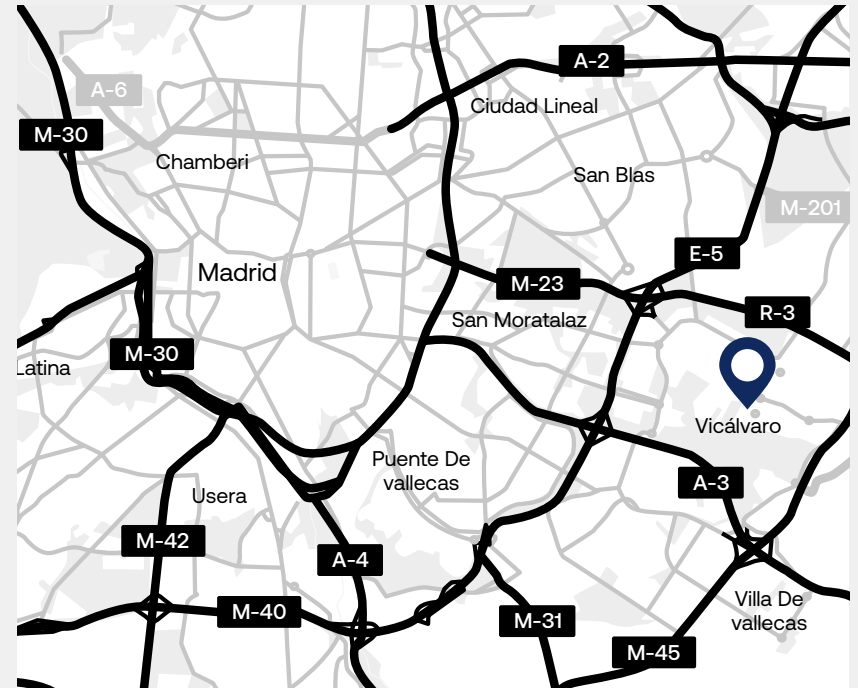 A-2
A-6
Ciudad Lineal
M-30
Chamberi
San Blas
M-201
E-5
Madrid
M-23
R-3
San Moratalaz
M-30
Latina
Vicálvaro
Puente De
vallecas
A-3
Usera
M-42
A-4
Villa De
vallecas
M-40
M-31
M-45